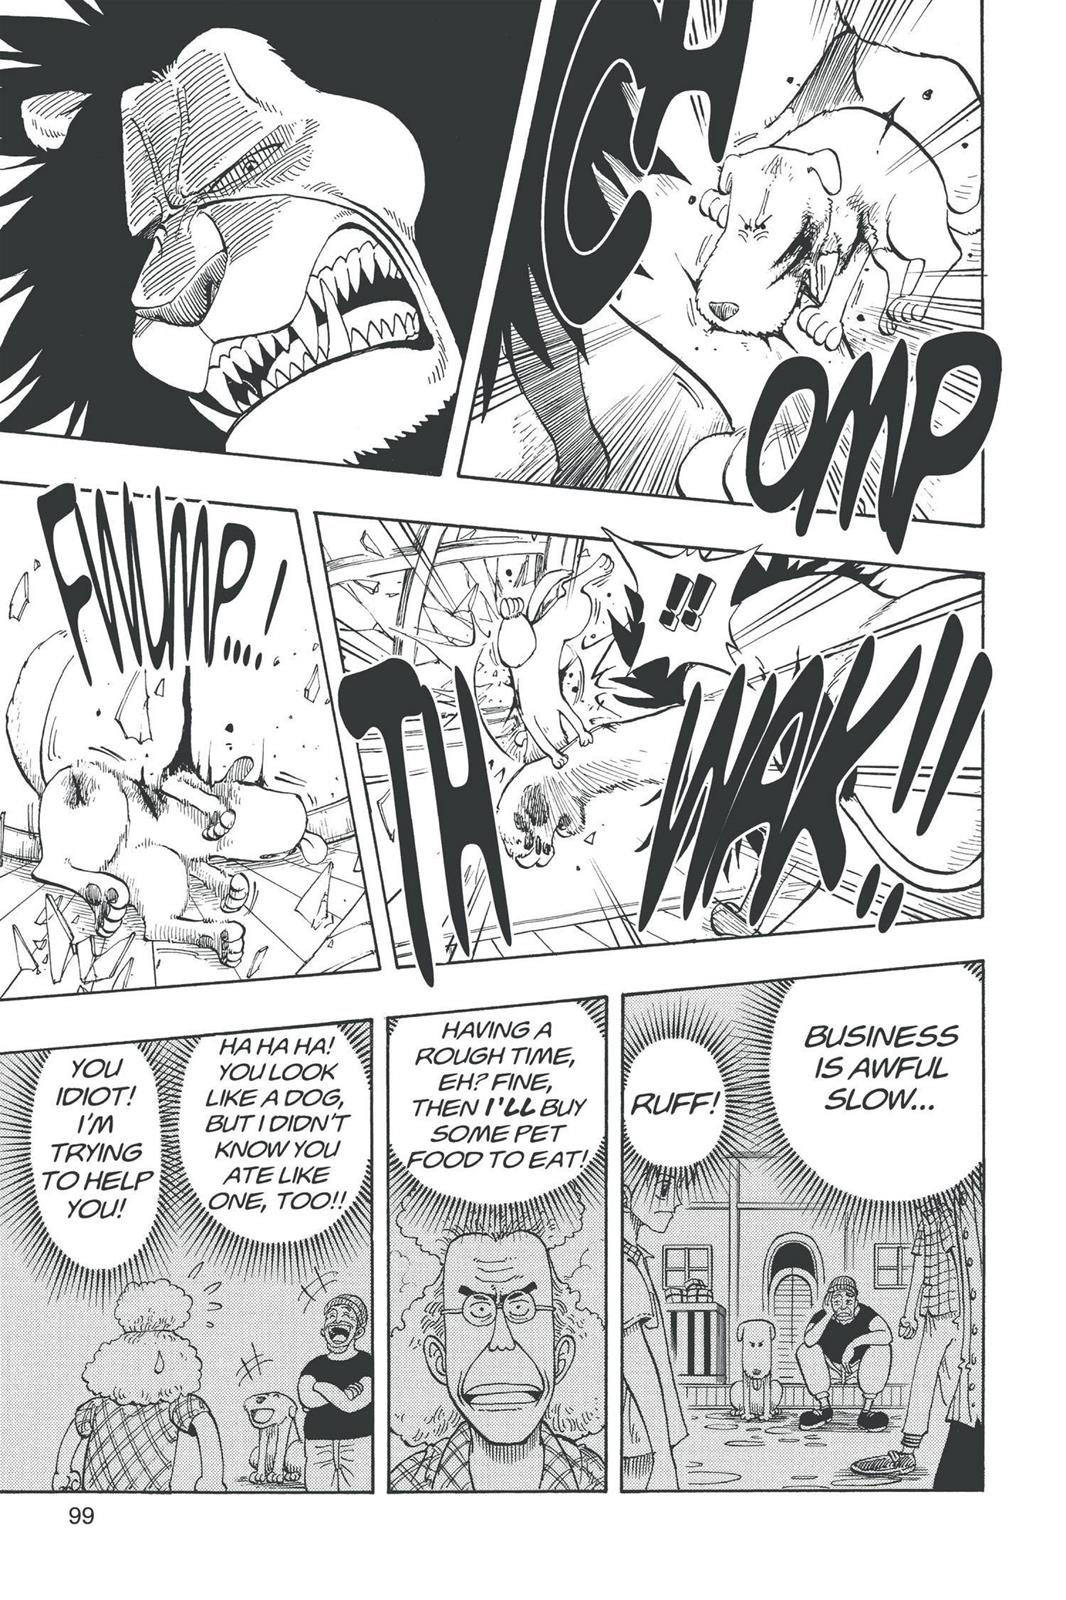 CH
OMP
!!
THWAK!!..
FWUMP....!
BUSINESS
IS AWFUL
SLOW...
RUFF!
HAVING A
ROUGH TIME,
EH? FINE,
THEN I'LL BUY
SOME PET
FOOD TO EAT!
HA HA HA!
YOU LOOK
LIKE A DOG,
BUT I DIDN'T
KNOW YOU
ATE LIKE
ONE, TOO!!
YOU
IDIOT!
I'M
TRYING
TO HELP
YOU!
99